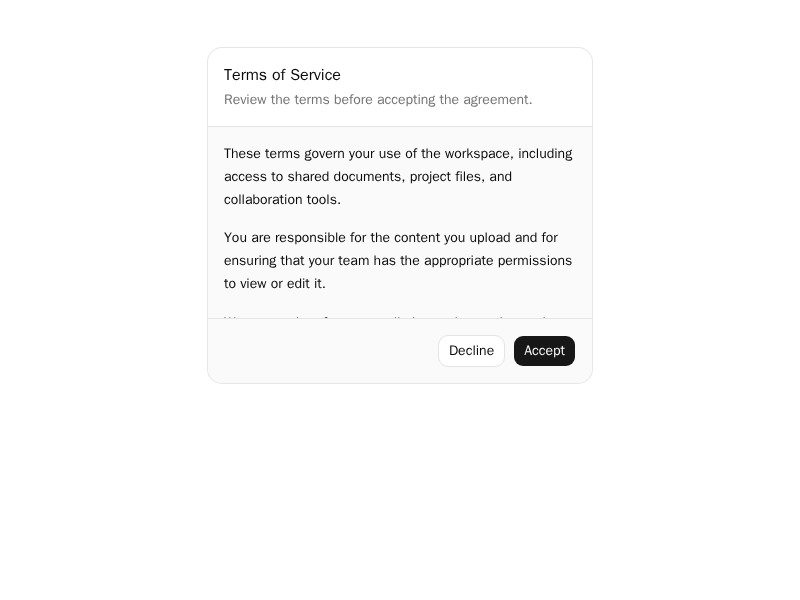 Terms of Service
Review the terms before accepting the agreement.
These terms govern your use of the workspace, including
access to shared documents, project files, and
collaboration tools.
You are responsible for the content you upload and for
ensuring that your team has the appropriate permissions
to view or edit it.
Decline
Accept